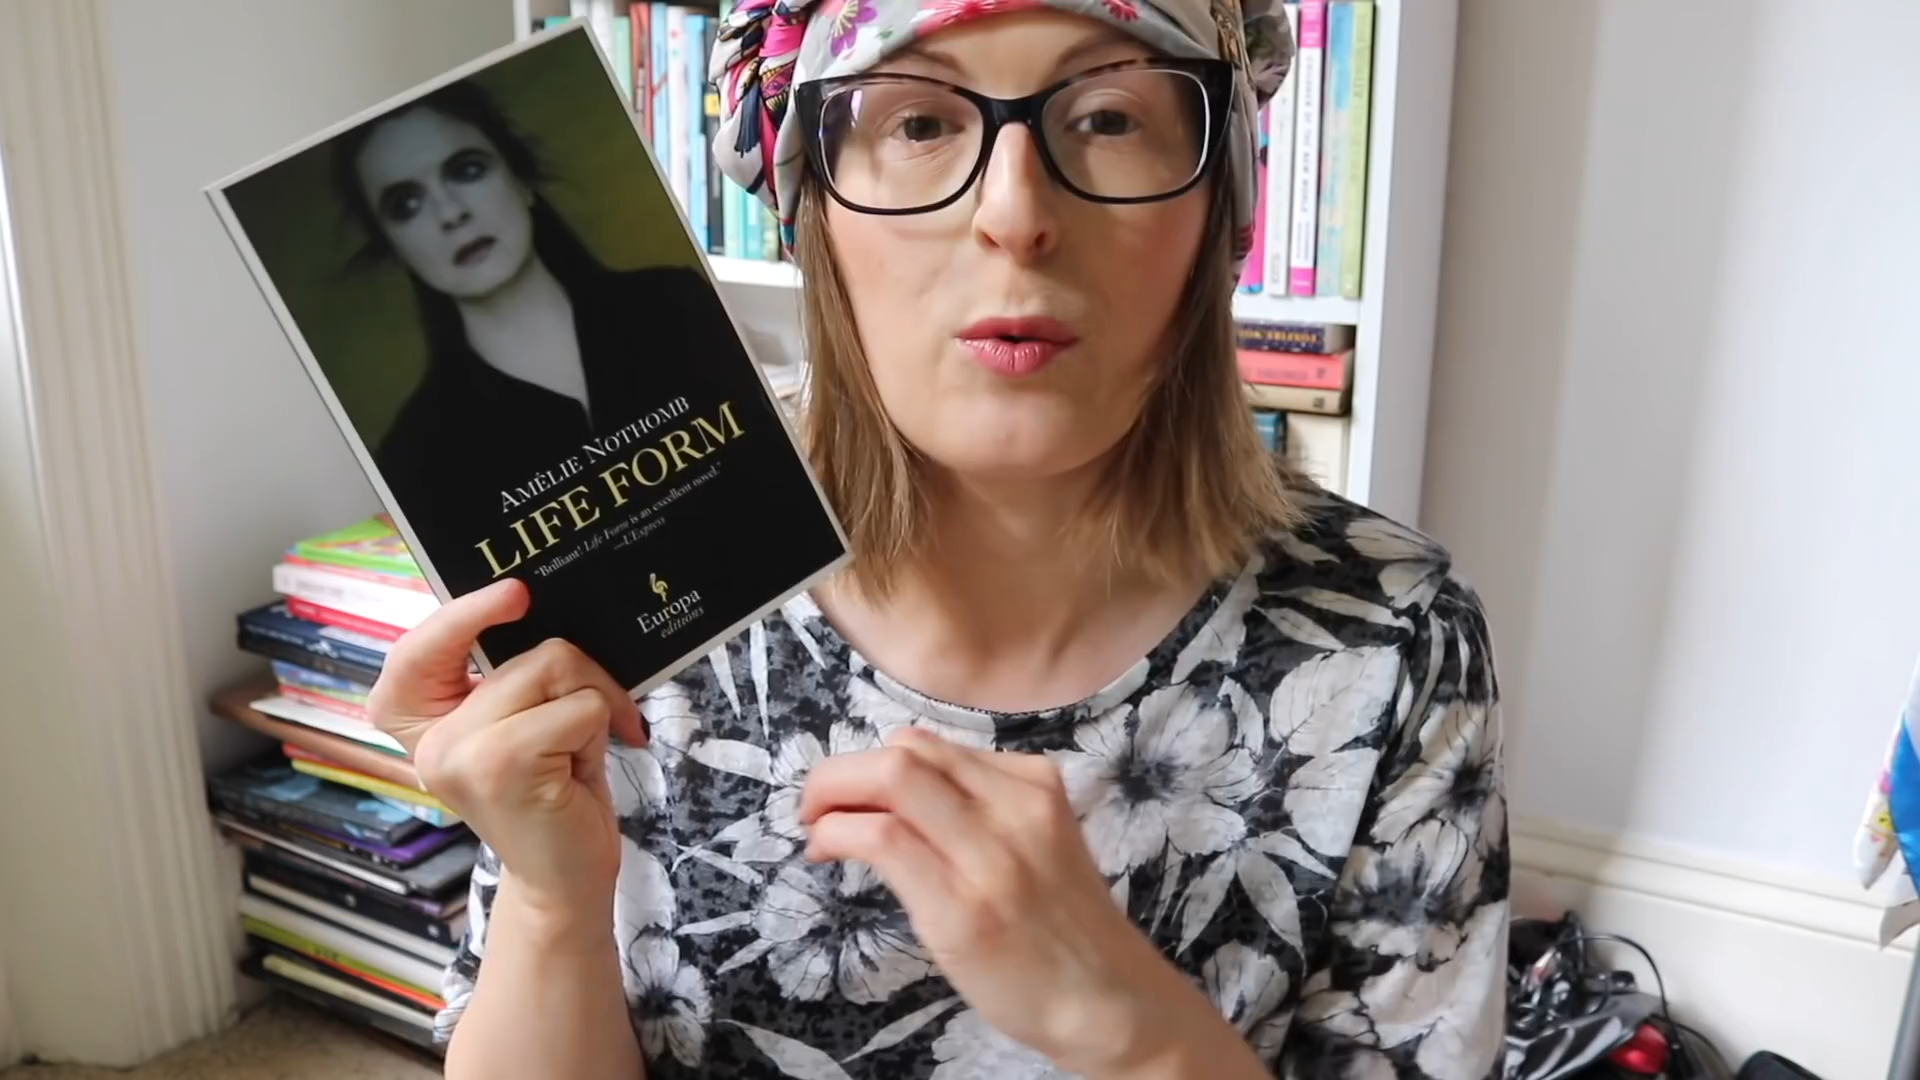 AMÉLIE NOTHOMB
LIFE FORM
"Brilliant! Life Form is an excellent novel."
—L'Express
Europa
editions